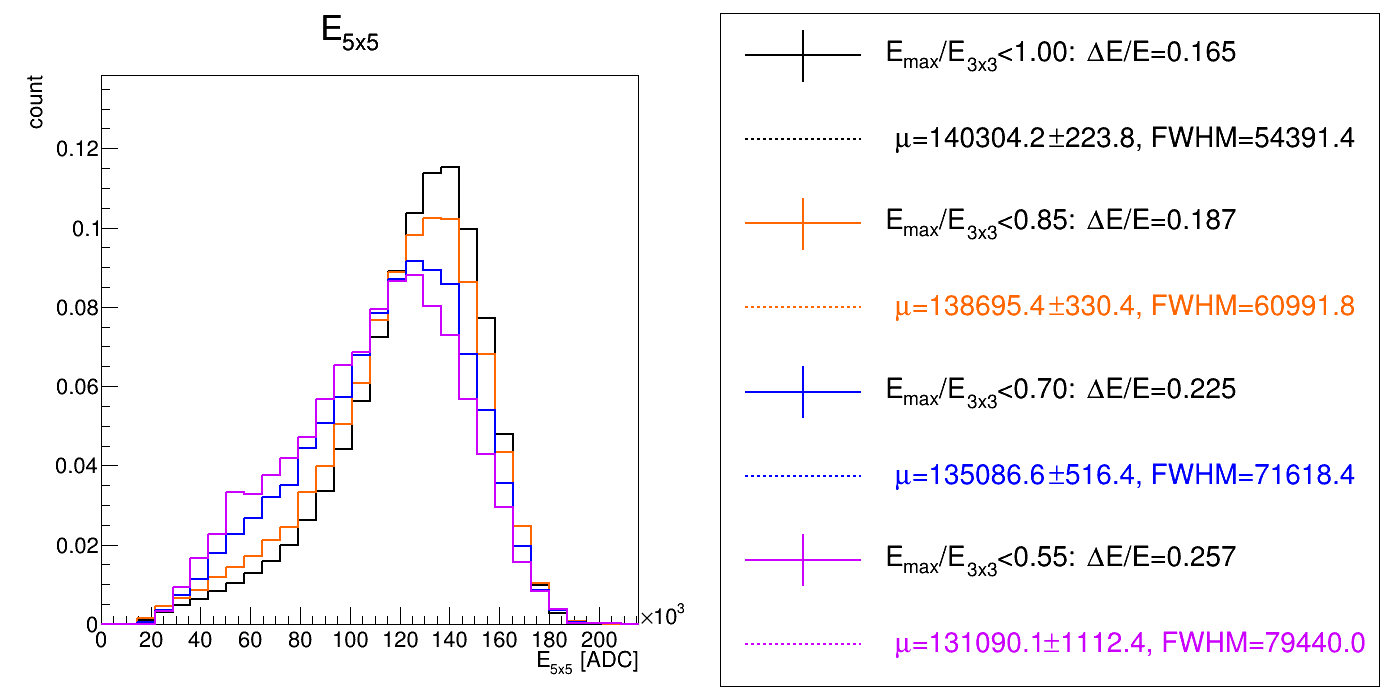 E5x5
count
0.12
0.1
0.08
0.06
0.04
0.02
0
0 20 40 60 80 100 120 140 160 180 200
×10³
E5x5 [ADC]
Emax/E3x3<1.00: ΔE/E=0.165
μ=140304.2±223.8, FWHM=54391.4
Emax/E3x3<0.85: ΔE/E=0.187
μ=138695.4±330.4, FWHM=60991.8
Emax/E3x3<0.70: ΔE/E=0.225
μ=135086.6±516.4, FWHM=71618.4
Emax/E3x3<0.55: ΔE/E=0.257
μ=131090.1±1112.4, FWHM=79440.0